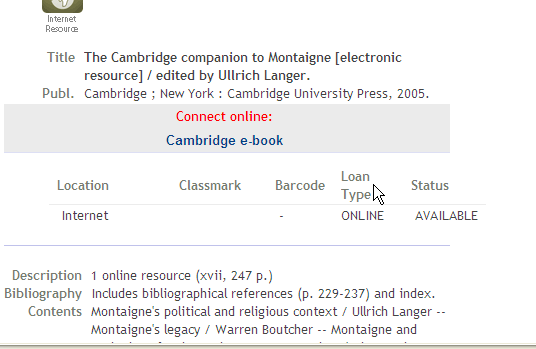 Internet
Resource
Title The Cambridge companion to Montaigne [electronic
resource] / edited by Ullrich Langer.
Publ. Cambridge ; New York : Cambridge University Press, 2005.
Connect online:
Cambridge e-book
Location Classmark Barcode Loan Type Status
Internet - ONLINE AVAILABLE
Description 1 online resource (xvii, 247 p.)
Bibliography Includes bibliographical references (p. 229-237) and index.
Contents Montaigne's political and religious context / Ullrich Langer --
Montaigne's legacy / Warren Boutcher -- Montaigne and